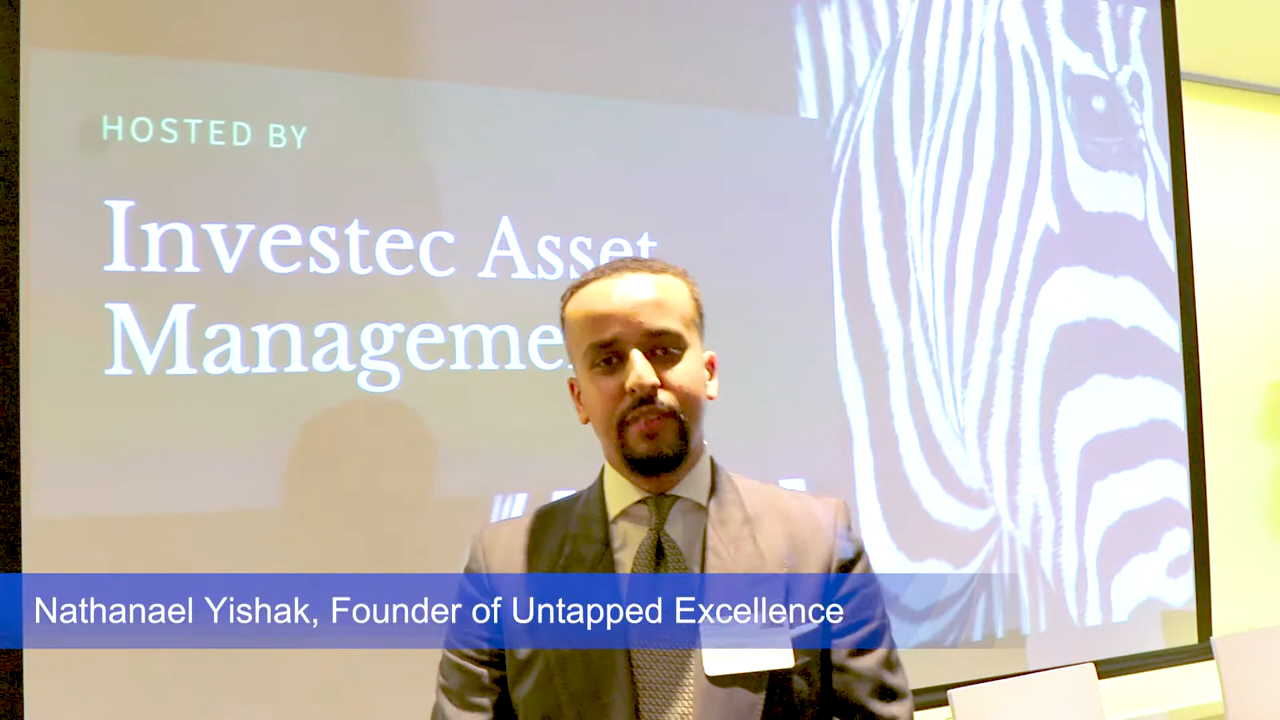 HOSTED BY
Investec Asset
Manageme
Nathanael Yishak, Founder of Untapped Excellence